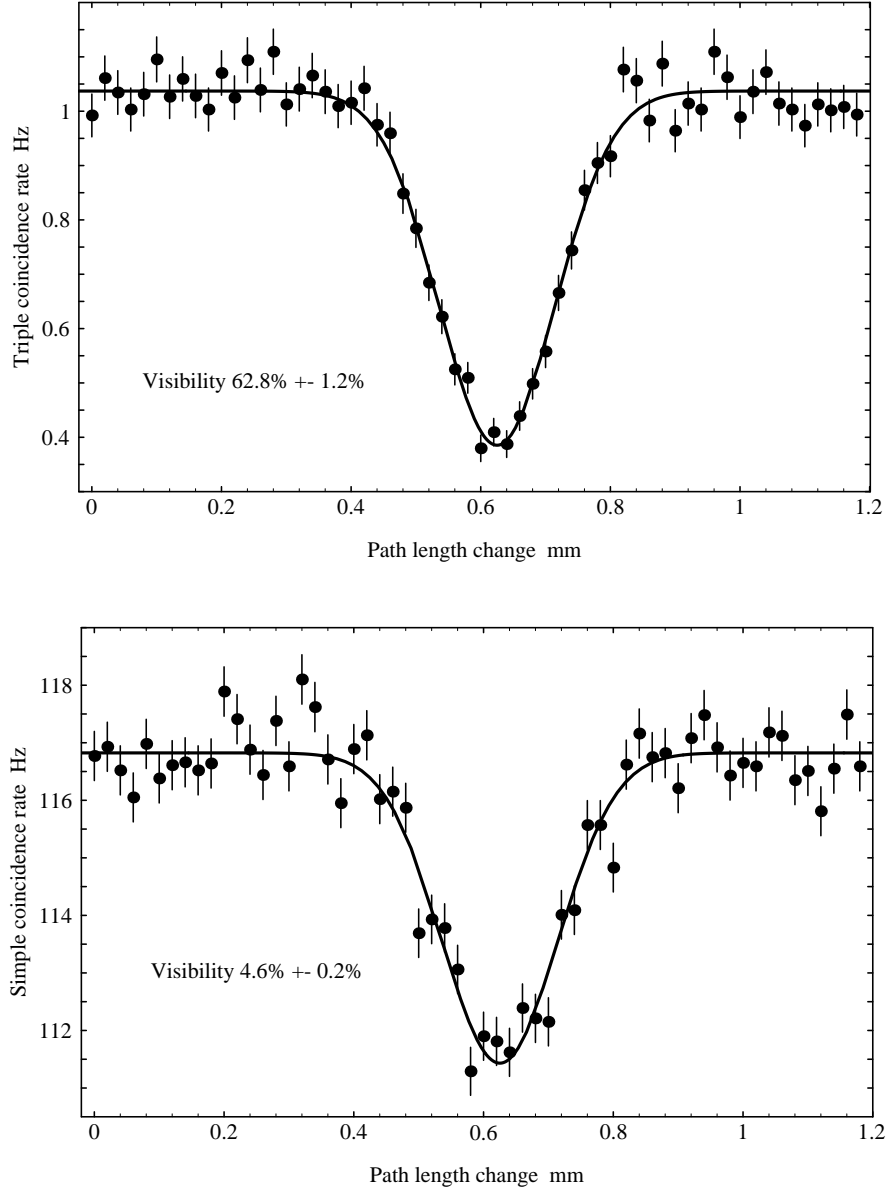 Triple coincidence rate Hz
1
0.8
0.6
0.4
Visibility 62.8% +- 1.2%
0 0.2 0.4 0.6 0.8 1 1.2
Path length change mm
Simple coincidence rate Hz
118
116
114
112
Visibility 4.6% +- 0.2%
0 0.2 0.4 0.6 0.8 1 1.2
Path length change mm